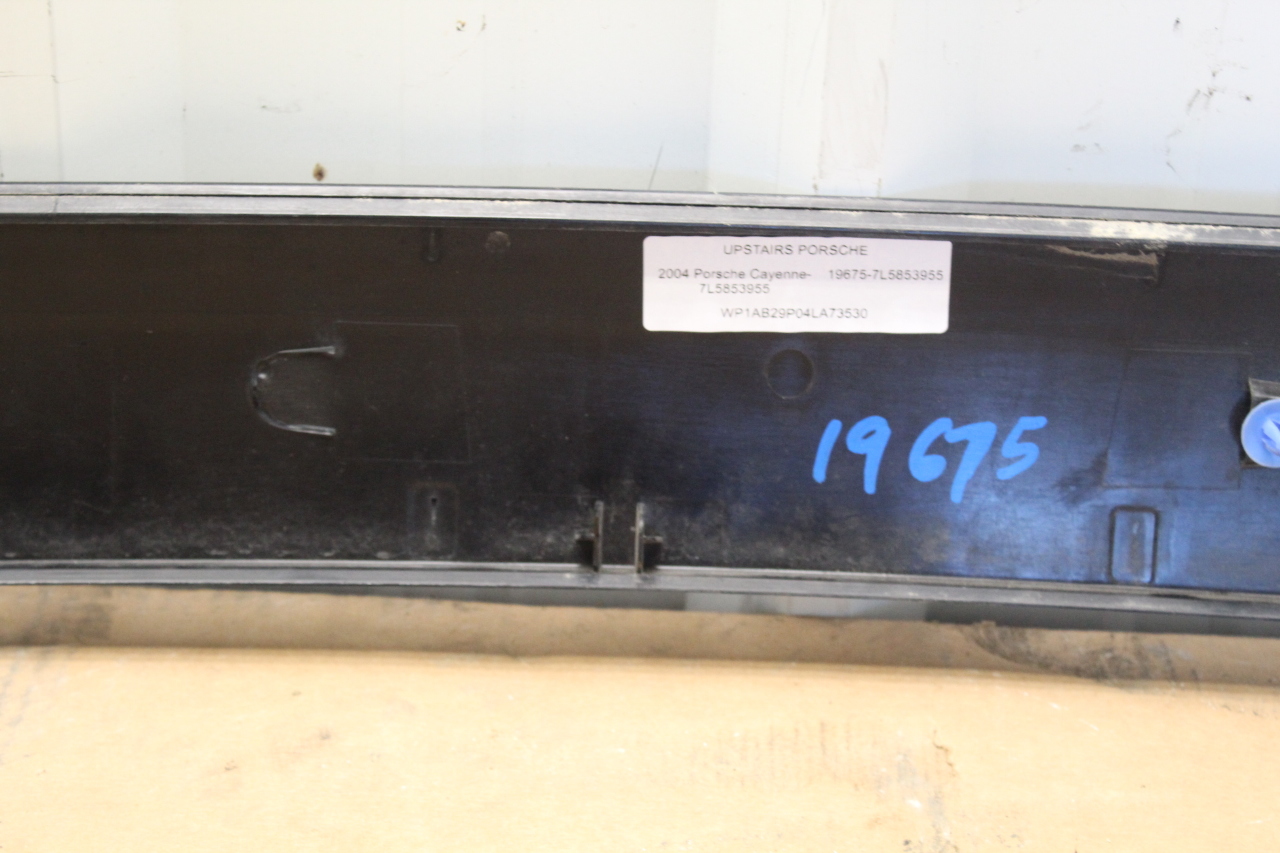 UPSTAIRS PORSCHE
2004 Porsche Cayenne- 19675-7L5853955
7L5853955
WP1AB29P04LA73530
19675